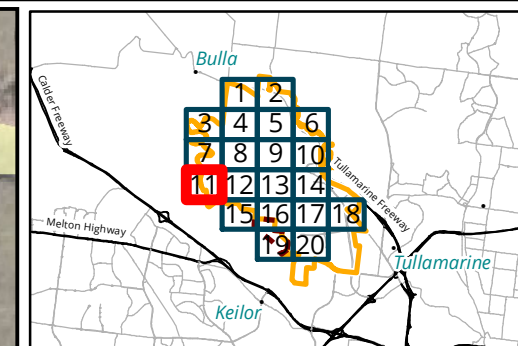 Bulla
Calder Freeway
1 2
3 4 5 6
7 8 9 10
Tullamarine Freeway
11 12 13 14
15 16 17 18
Melton Highway
19 20
Tullamarine
Keilor